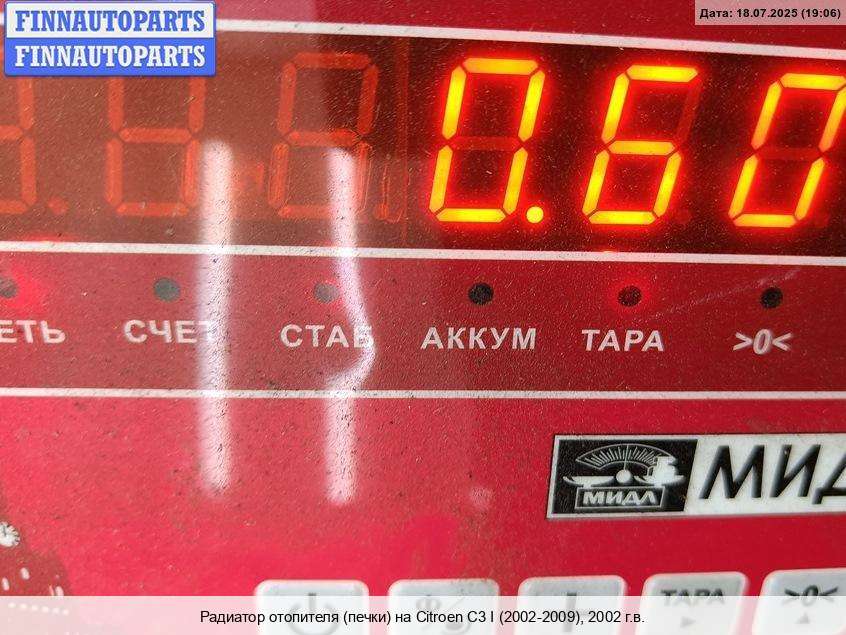 FINNAUTOPARTS
FINNAUTOPARTS
Дата: 18.07.2025 (19:06)
0.60
ЕТЬ СЧЕТ СТАБ АККУМ ТАРА >0<
МИДЛ МИД
ТАРА >0<
Радиатор отопителя (печки) на Citroen C3 I (2002-2009), 2002 г.в.